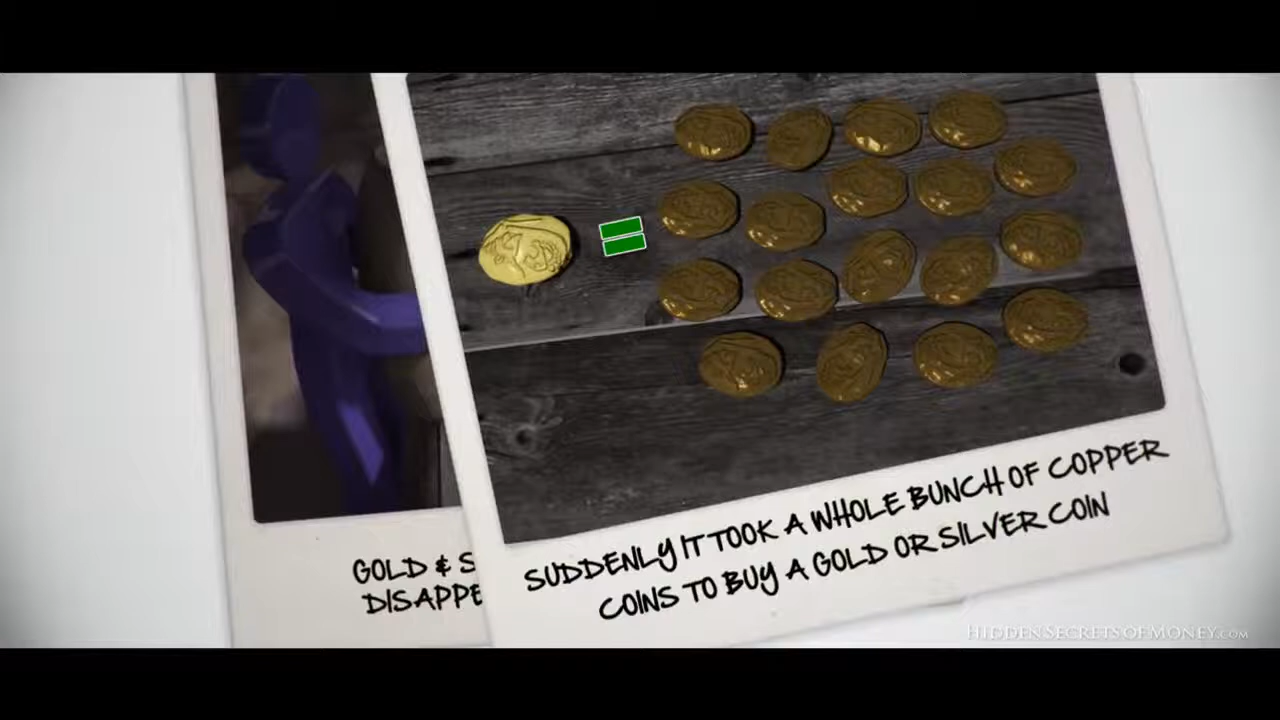 GOLD & S
DISAPPE
SUDDENLY IT TOOK A WHOLE BUNCH OF COPPER
COINS TO BUY A GOLD OR SILVER COIN
HIDDENSECRETSOFMONEY.COM